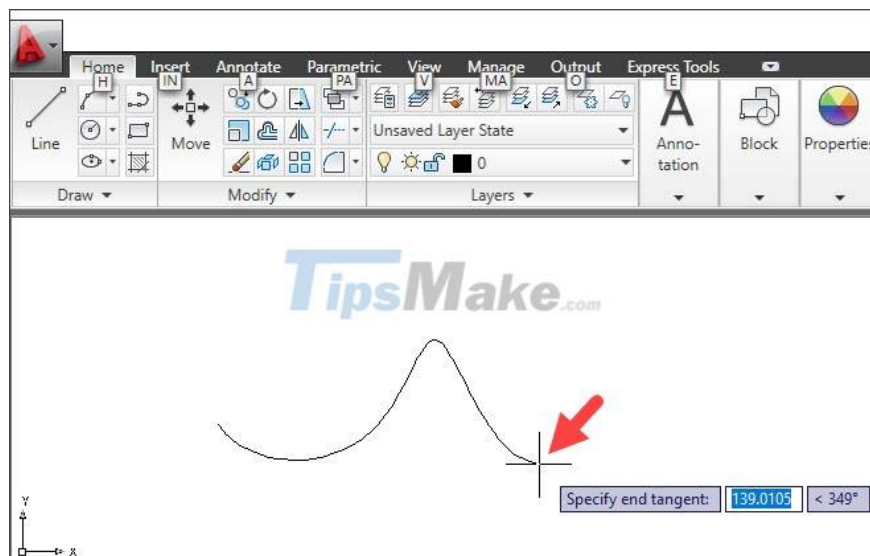 Home Insert Annotate Parametric View Manage Output Express Tools
H IN A PA V MA O E
Line
Move
Unsaved Layer State
0
A
Anno-
tation
Block
Properties
Draw
Modify
Layers
TipsMake.com
Specify end tangent: 139.0105 < 349°
Y
X